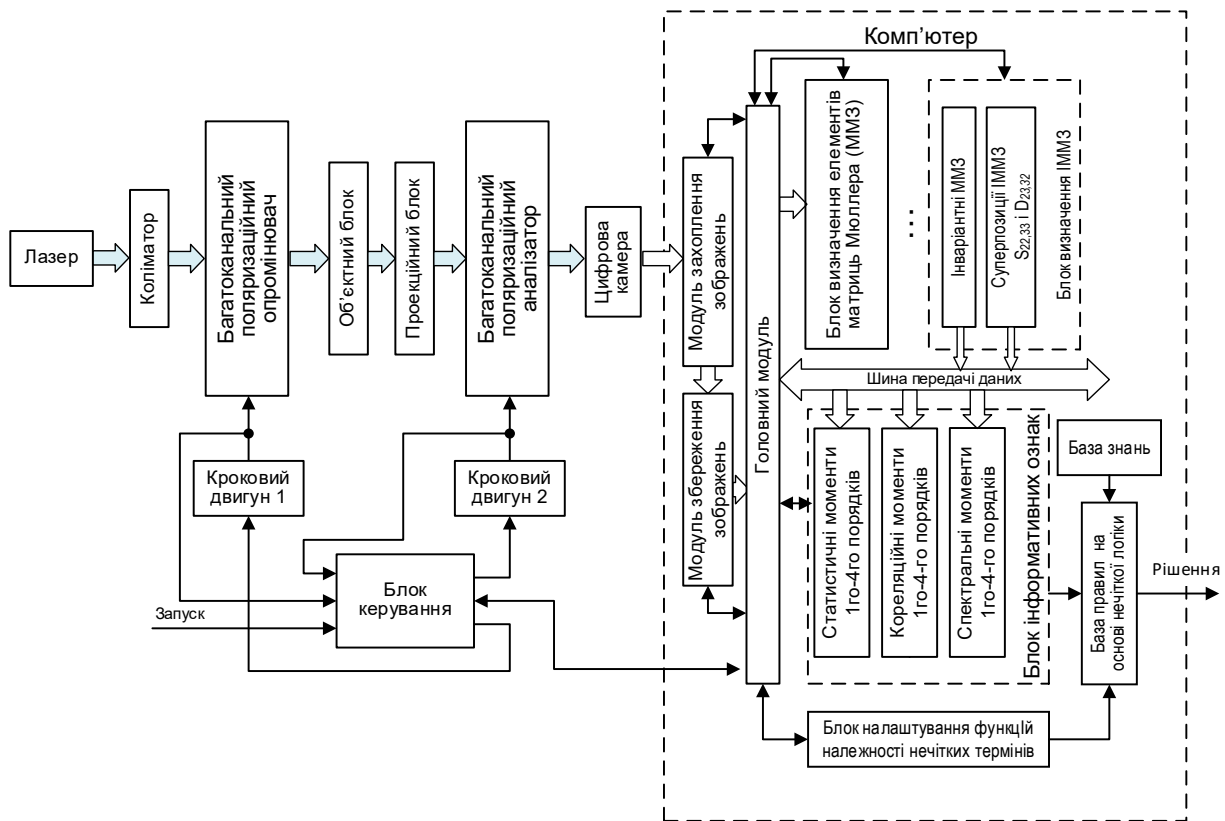 Комп’ютер
Лазер
Коліматор
Багатоканальний
поляризаційний
опромінювач
Об’єктний блок
Проекційний блок
Багатоканальний
поляризаційний
аналізатор
Цифрова
камера
Модуль захоплення
зображень
Модуль збереження
зображень
Головний модуль
Блок визначення елементів
матриць Мюллера (ММЗ)
...
Інваріантні ММЗ
Суперпозиції ІММЗ
S22,33 і D23,32
Блок визначення ІММЗ
Шина передачі даних
Статистичні моменти
1го-4го порядків
Кореляційні моменти
1го-4-го порядків
Спектральні моменти
1го-4-го порядків
Блок інформативних ознак
База знань
База правил на
основі нечіткої логіки
Рішення
Кроковий
двигун 1
Кроковий
двигун 2
Блок
керування
Запуск
Блок налаштування функцій
належності нечітких термінів